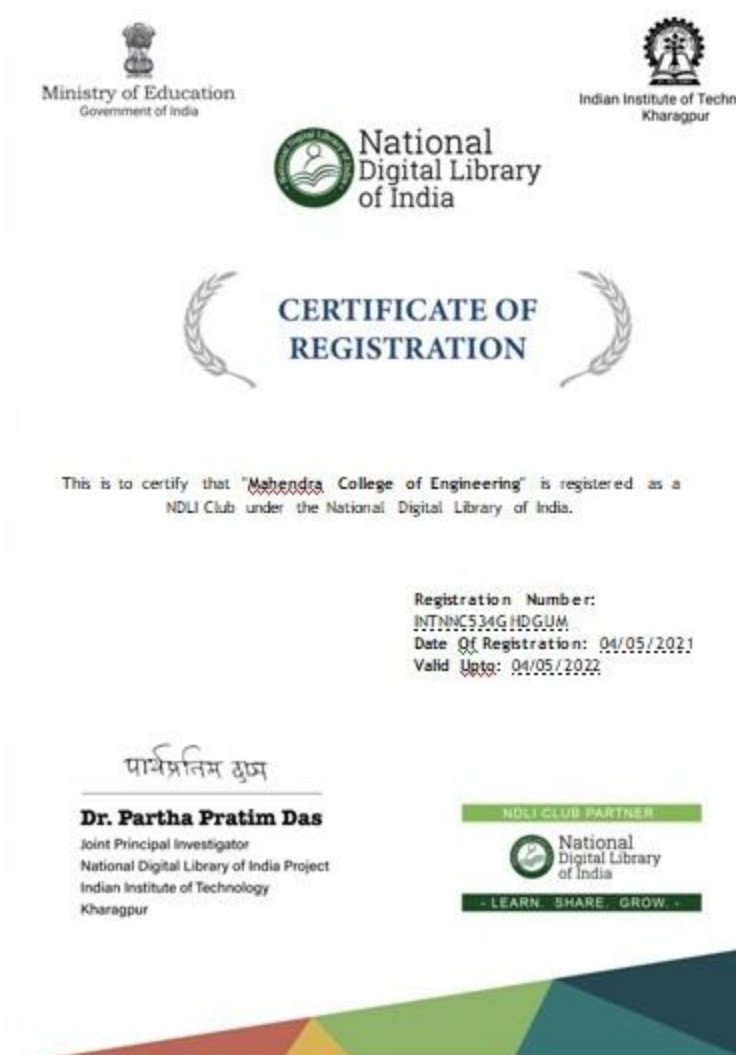 Ministry of Education
Government of India
Indian Institute of Techn
Kharagpur
National
Digital Library
of India
CERTIFICATE OF
REGISTRATION
This is to certify that "Mahendra College of Engineering" is registered as a
NDLI Club under the National Digital Library of India.
Registration Number:
INTNNC534GHDGUM
Date Of Registration: 04/05/2021
Valid Upto: 04/05/2022
पार्थप्रतिम दास
Dr. Partha Pratim Das
Joint Principal Investigator
National Digital Library of India Project
Indian Institute of Technology
Kharagpur
NDLI CLUB PARTNER
National
Digital Library
of India
- LEARN. SHARE. GROW. -